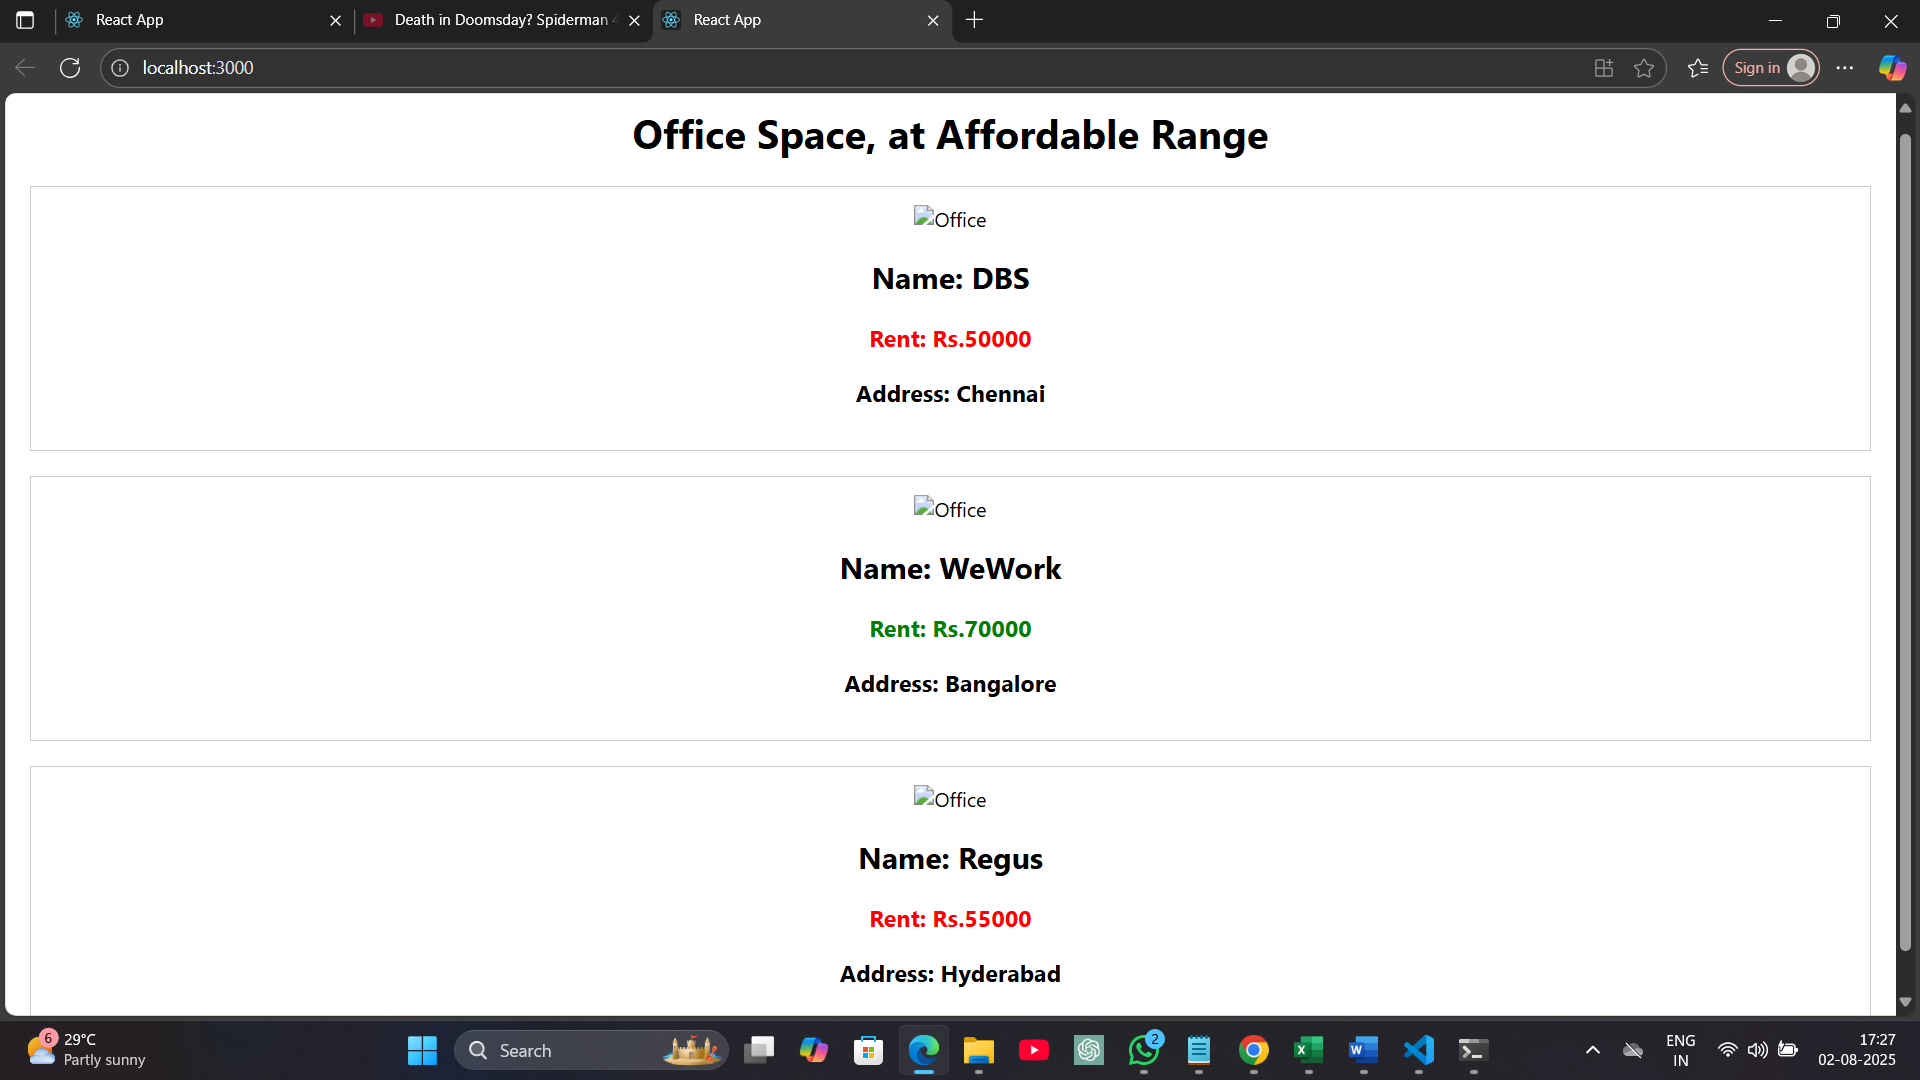 React App
Death in Doomsday? Spiderman
React App
localhost:3000
Sign in
Office Space, at Affordable Range
Office
Name: DBS
Rent: Rs.50000
Address: Chennai
Office
Name: WeWork
Rent: Rs.70000
Address: Bangalore
Office
Name: Regus
Rent: Rs.55000
Address: Hyderabad
6
29°C
Partly sunny
Search
2
ENG
IN
17:27
02-08-2025